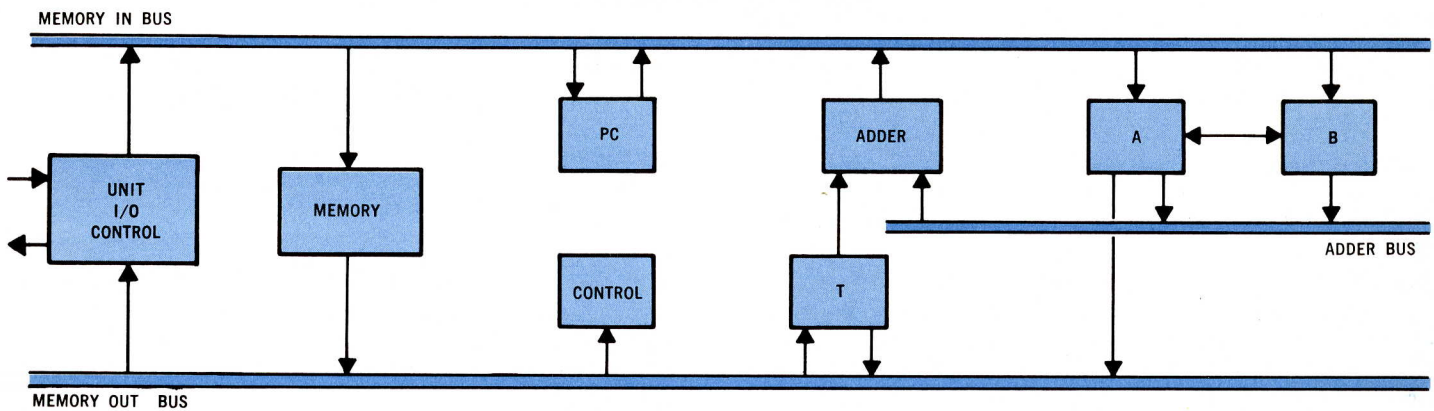 MEMORY IN BUS
UNIT
I/O
CONTROL
MEMORY
PC
CONTROL
ADDER
T
A
B
ADDER BUS
MEMORY OUT BUS